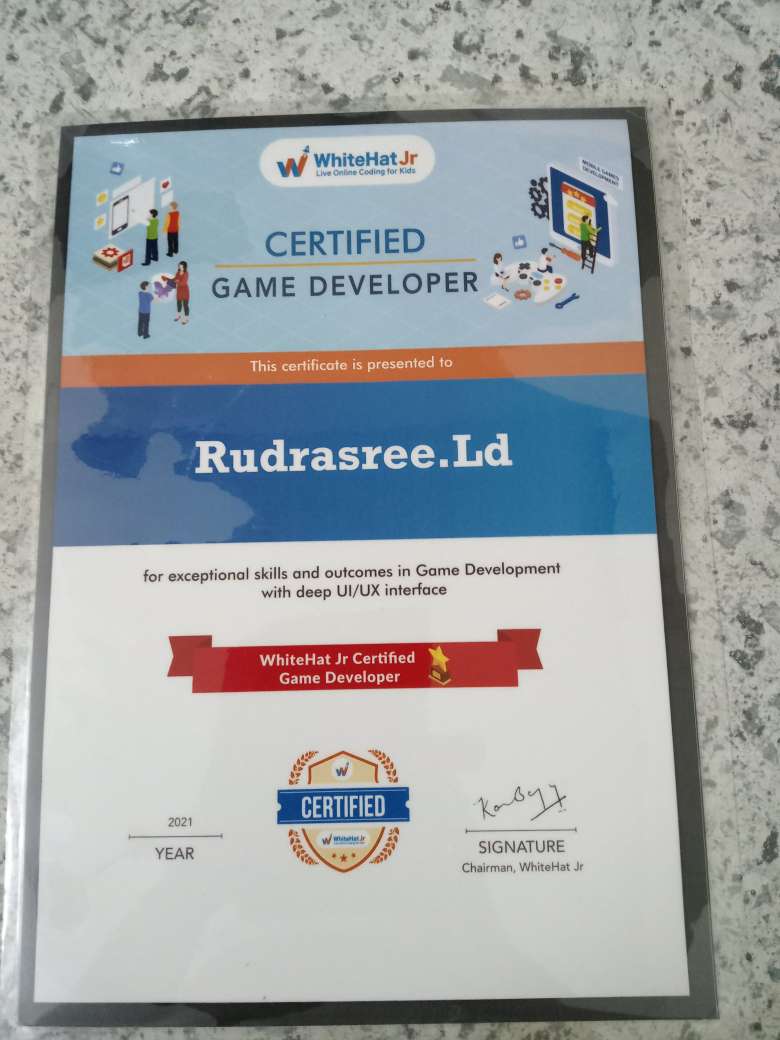 WhiteHat Jr
Live Online Coding for Kids
MOBILE GAMES
DEVELOPMENT
CERTIFIED
GAME DEVELOPER
This certificate is presented to
Rudrasree.Ld
for exceptional skills and outcomes in Game Development
with deep UI/UX interface
WhiteHat Jr Certified
Game Developer
W
CERTIFIED
WhiteHat Jr
2021
YEAR
SIGNATURE
Chairman, WhiteHat Jr